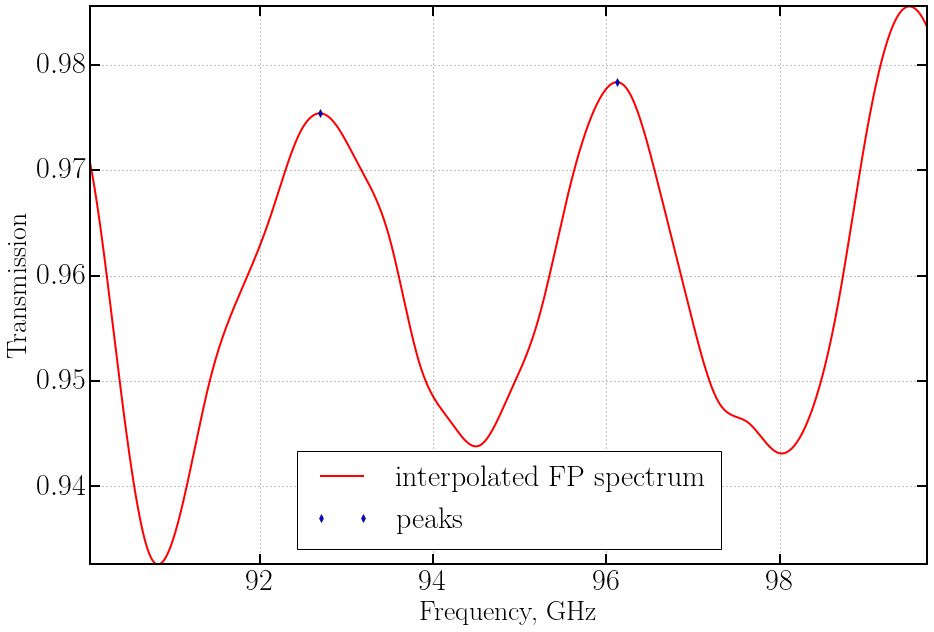 0.98
0.97
0.96
0.95
0.94
Transmission
interpolated FP spectrum
peaks
92 94 96 98
Frequency, GHz